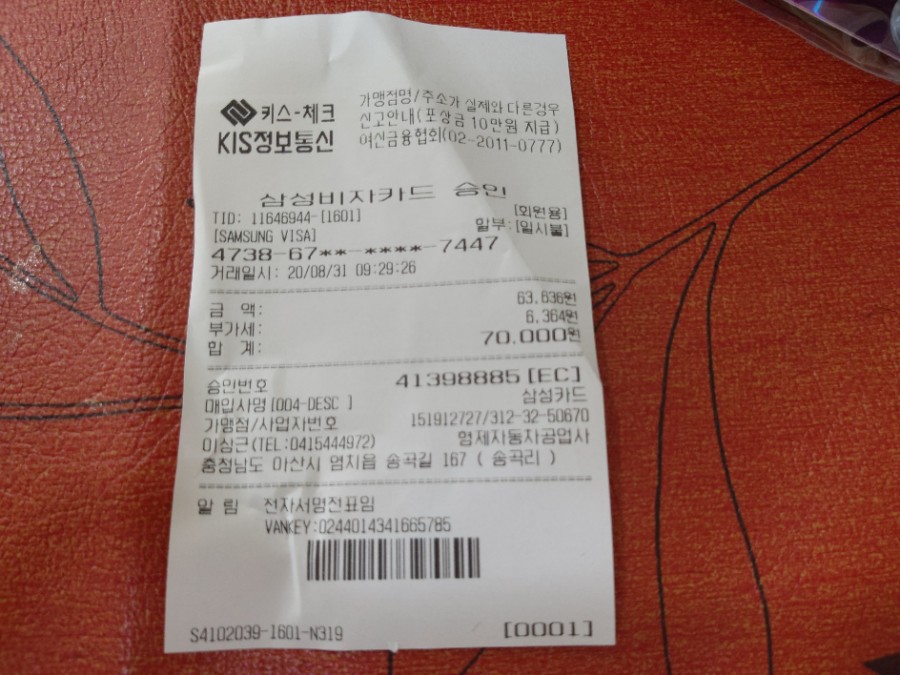 키스-체크
KIS정보통신
가맹점명/주소가 실제와 다른경우
신고안내(포상금 10만원 지급)
여신금융협회(02-2011-0777)
삼성비자카드 승인
TID: 11646944-[1601] [회원용]
[SAMSUNG VISA] 할부:[일시불]
4738-67**-****-7447
거래일시: 20/08/31 09:29:26
금 액: 63,636원
부가세: 6,364원
합 계: 70,000원
승인번호 41398885[EC]
매입사명[004-DESC ] 삼성카드
가맹점/사업자번호 151912727/312-32-50670
이상근(TEL:0415444972) 형제자동차공업사
충청남도 아산시 염치읍 송곡길 167 ( 송곡리 )
알 림 전자서명전표임
VANKEY:0244014341665785
S4102039-1601-N319 [0001]